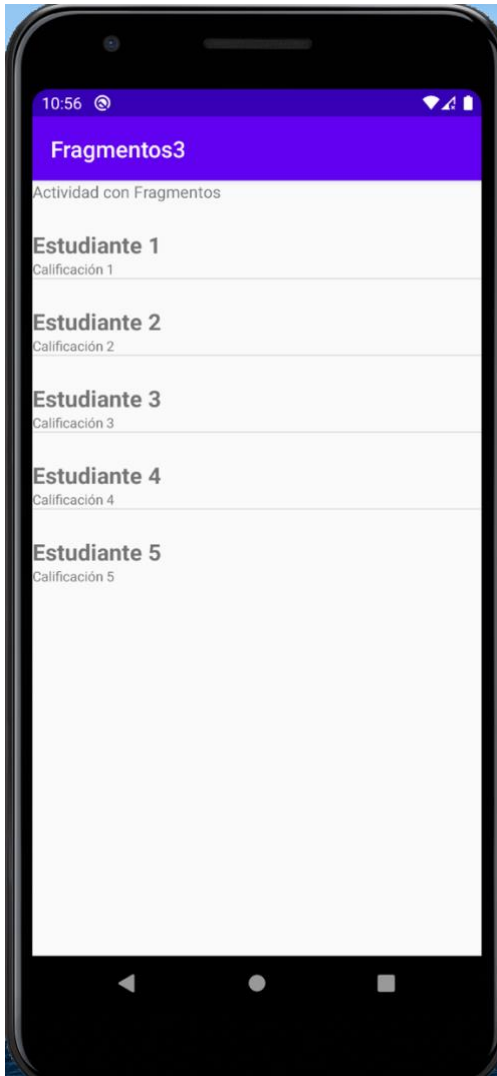 10:56
Fragmentos3
Actividad con Fragmentos
Estudiante 1
Calificación 1
Estudiante 2
Calificación 2
Estudiante 3
Calificación 3
Estudiante 4
Calificación 4
Estudiante 5
Calificación 5